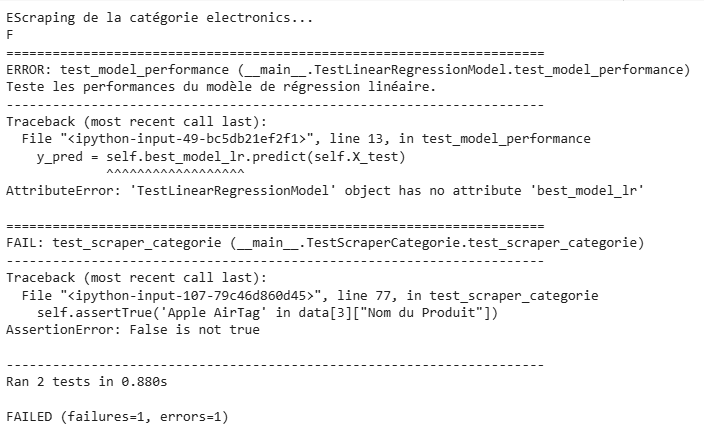 EScraping de la catégorie electronics...
F
======================================================================
ERROR: test_model_performance (__main__.TestLinearRegressionModel.test_model_performance)
Teste les performances du modèle de régression linéaire.
----------------------------------------------------------------------
Traceback (most recent call last):
  File "<ipython-input-49-bc5db21ef2f1>", line 13, in test_model_performance
    y_pred = self.best_model_lr.predict(self.X_test)
             ^^^^^^^^^^^^^^^^^^
AttributeError: 'TestLinearRegressionModel' object has no attribute 'best_model_lr'

======================================================================
FAIL: test_scraper_categorie (__main__.TestScraperCategorie.test_scraper_categorie)
----------------------------------------------------------------------
Traceback (most recent call last):
  File "<ipython-input-107-79c46d860d45>", line 77, in test_scraper_categorie
    self.assertTrue('Apple AirTag' in data[3]["Nom du Produit"])
AssertionError: False is not true

----------------------------------------------------------------------
Ran 2 tests in 0.880s

FAILED (failures=1, errors=1)